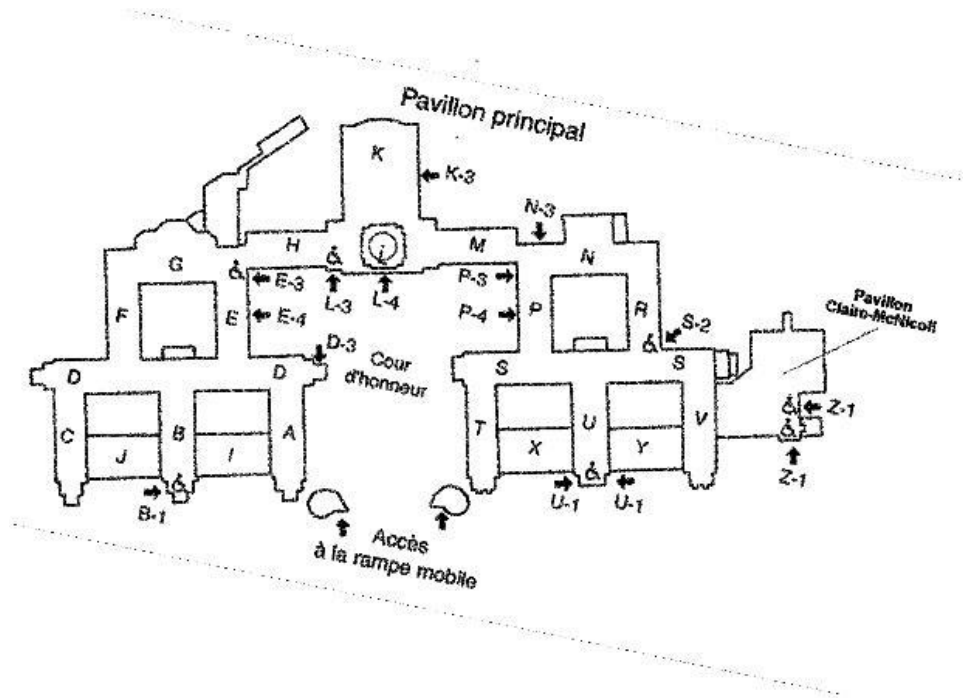 Pavillon principal
K
K-3
N-3
H
L
M
N
G
E-3
L-3
L-4
P-3
F
E
E-4
P-4
P
R
S-2
Pavillon
Claire-McNicoll
D-3
Cour
d'honneur
D
D
S
S
C
B
A
T
U
V
Z-1
J
I
X
Y
Z-1
B-1
U-1
U-1
Accès
à la rampe mobile